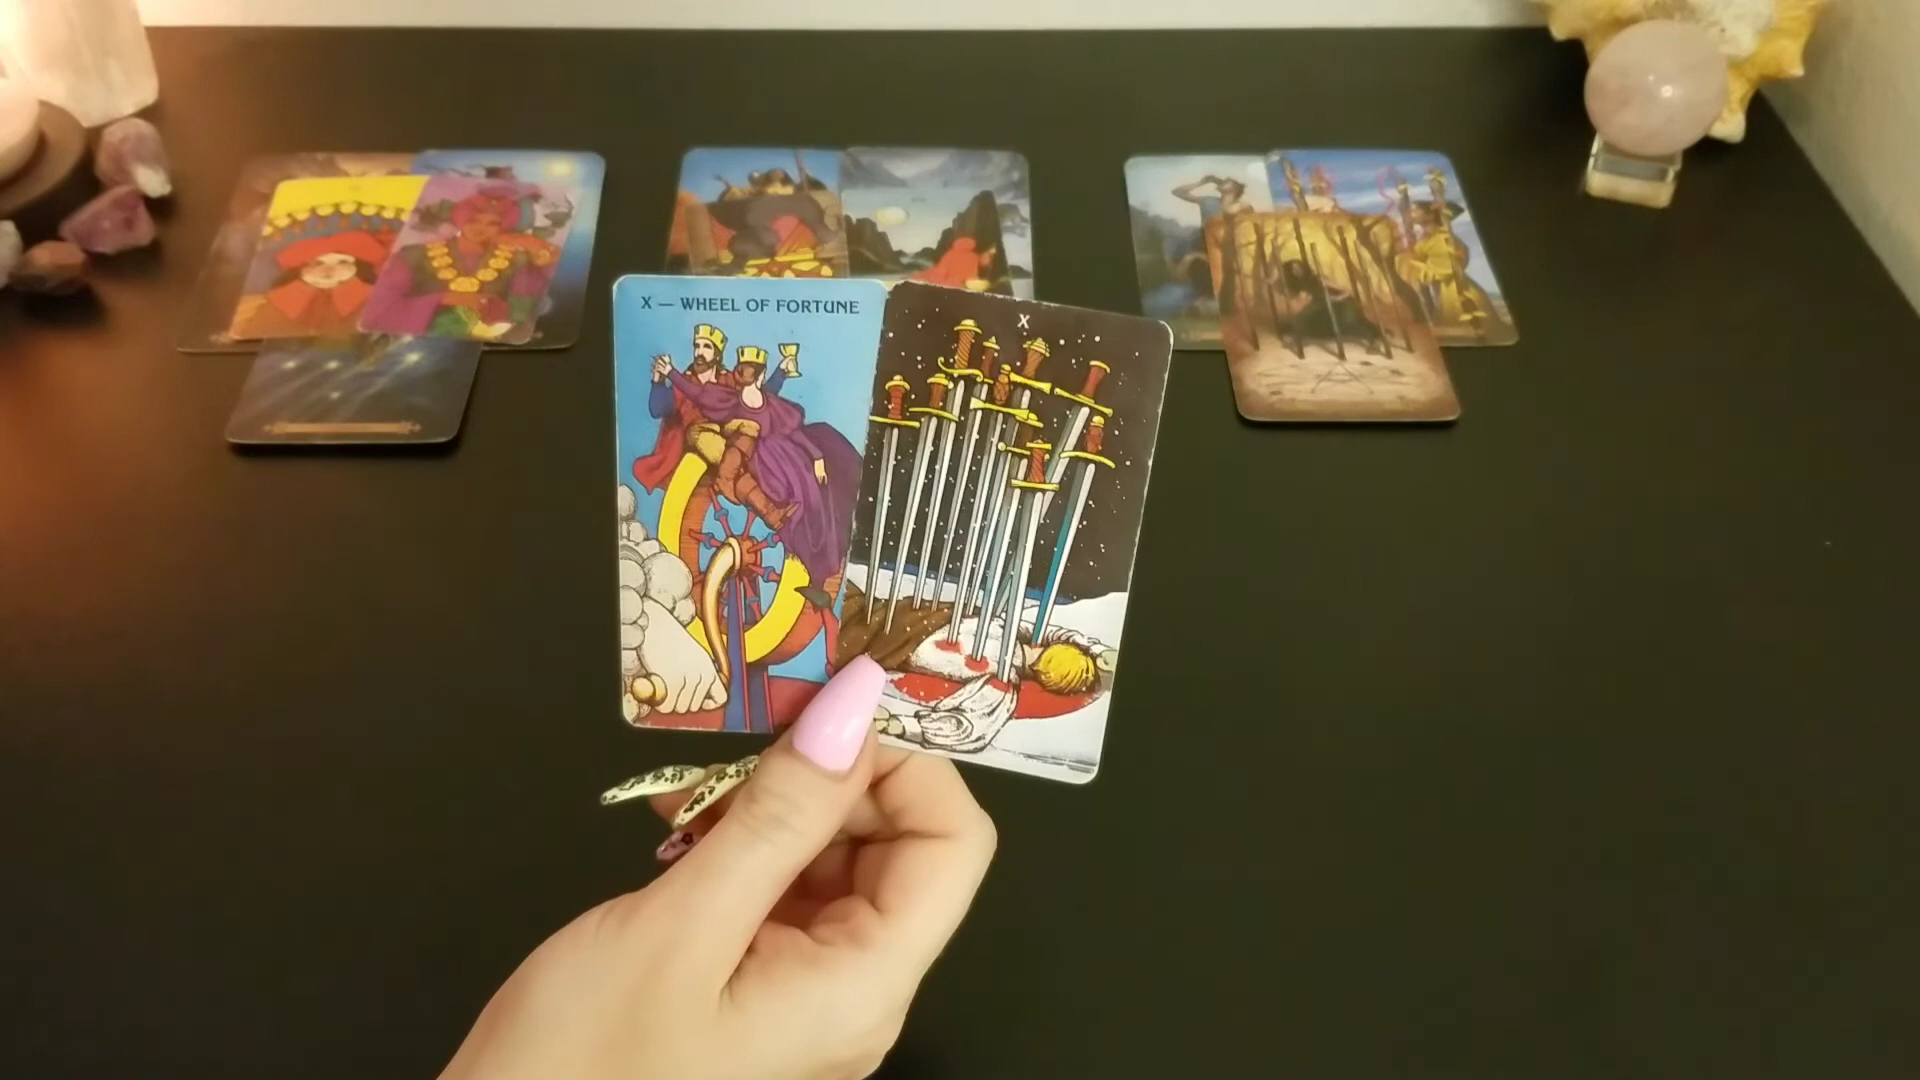 X — WHEEL OF FORTUNE
X